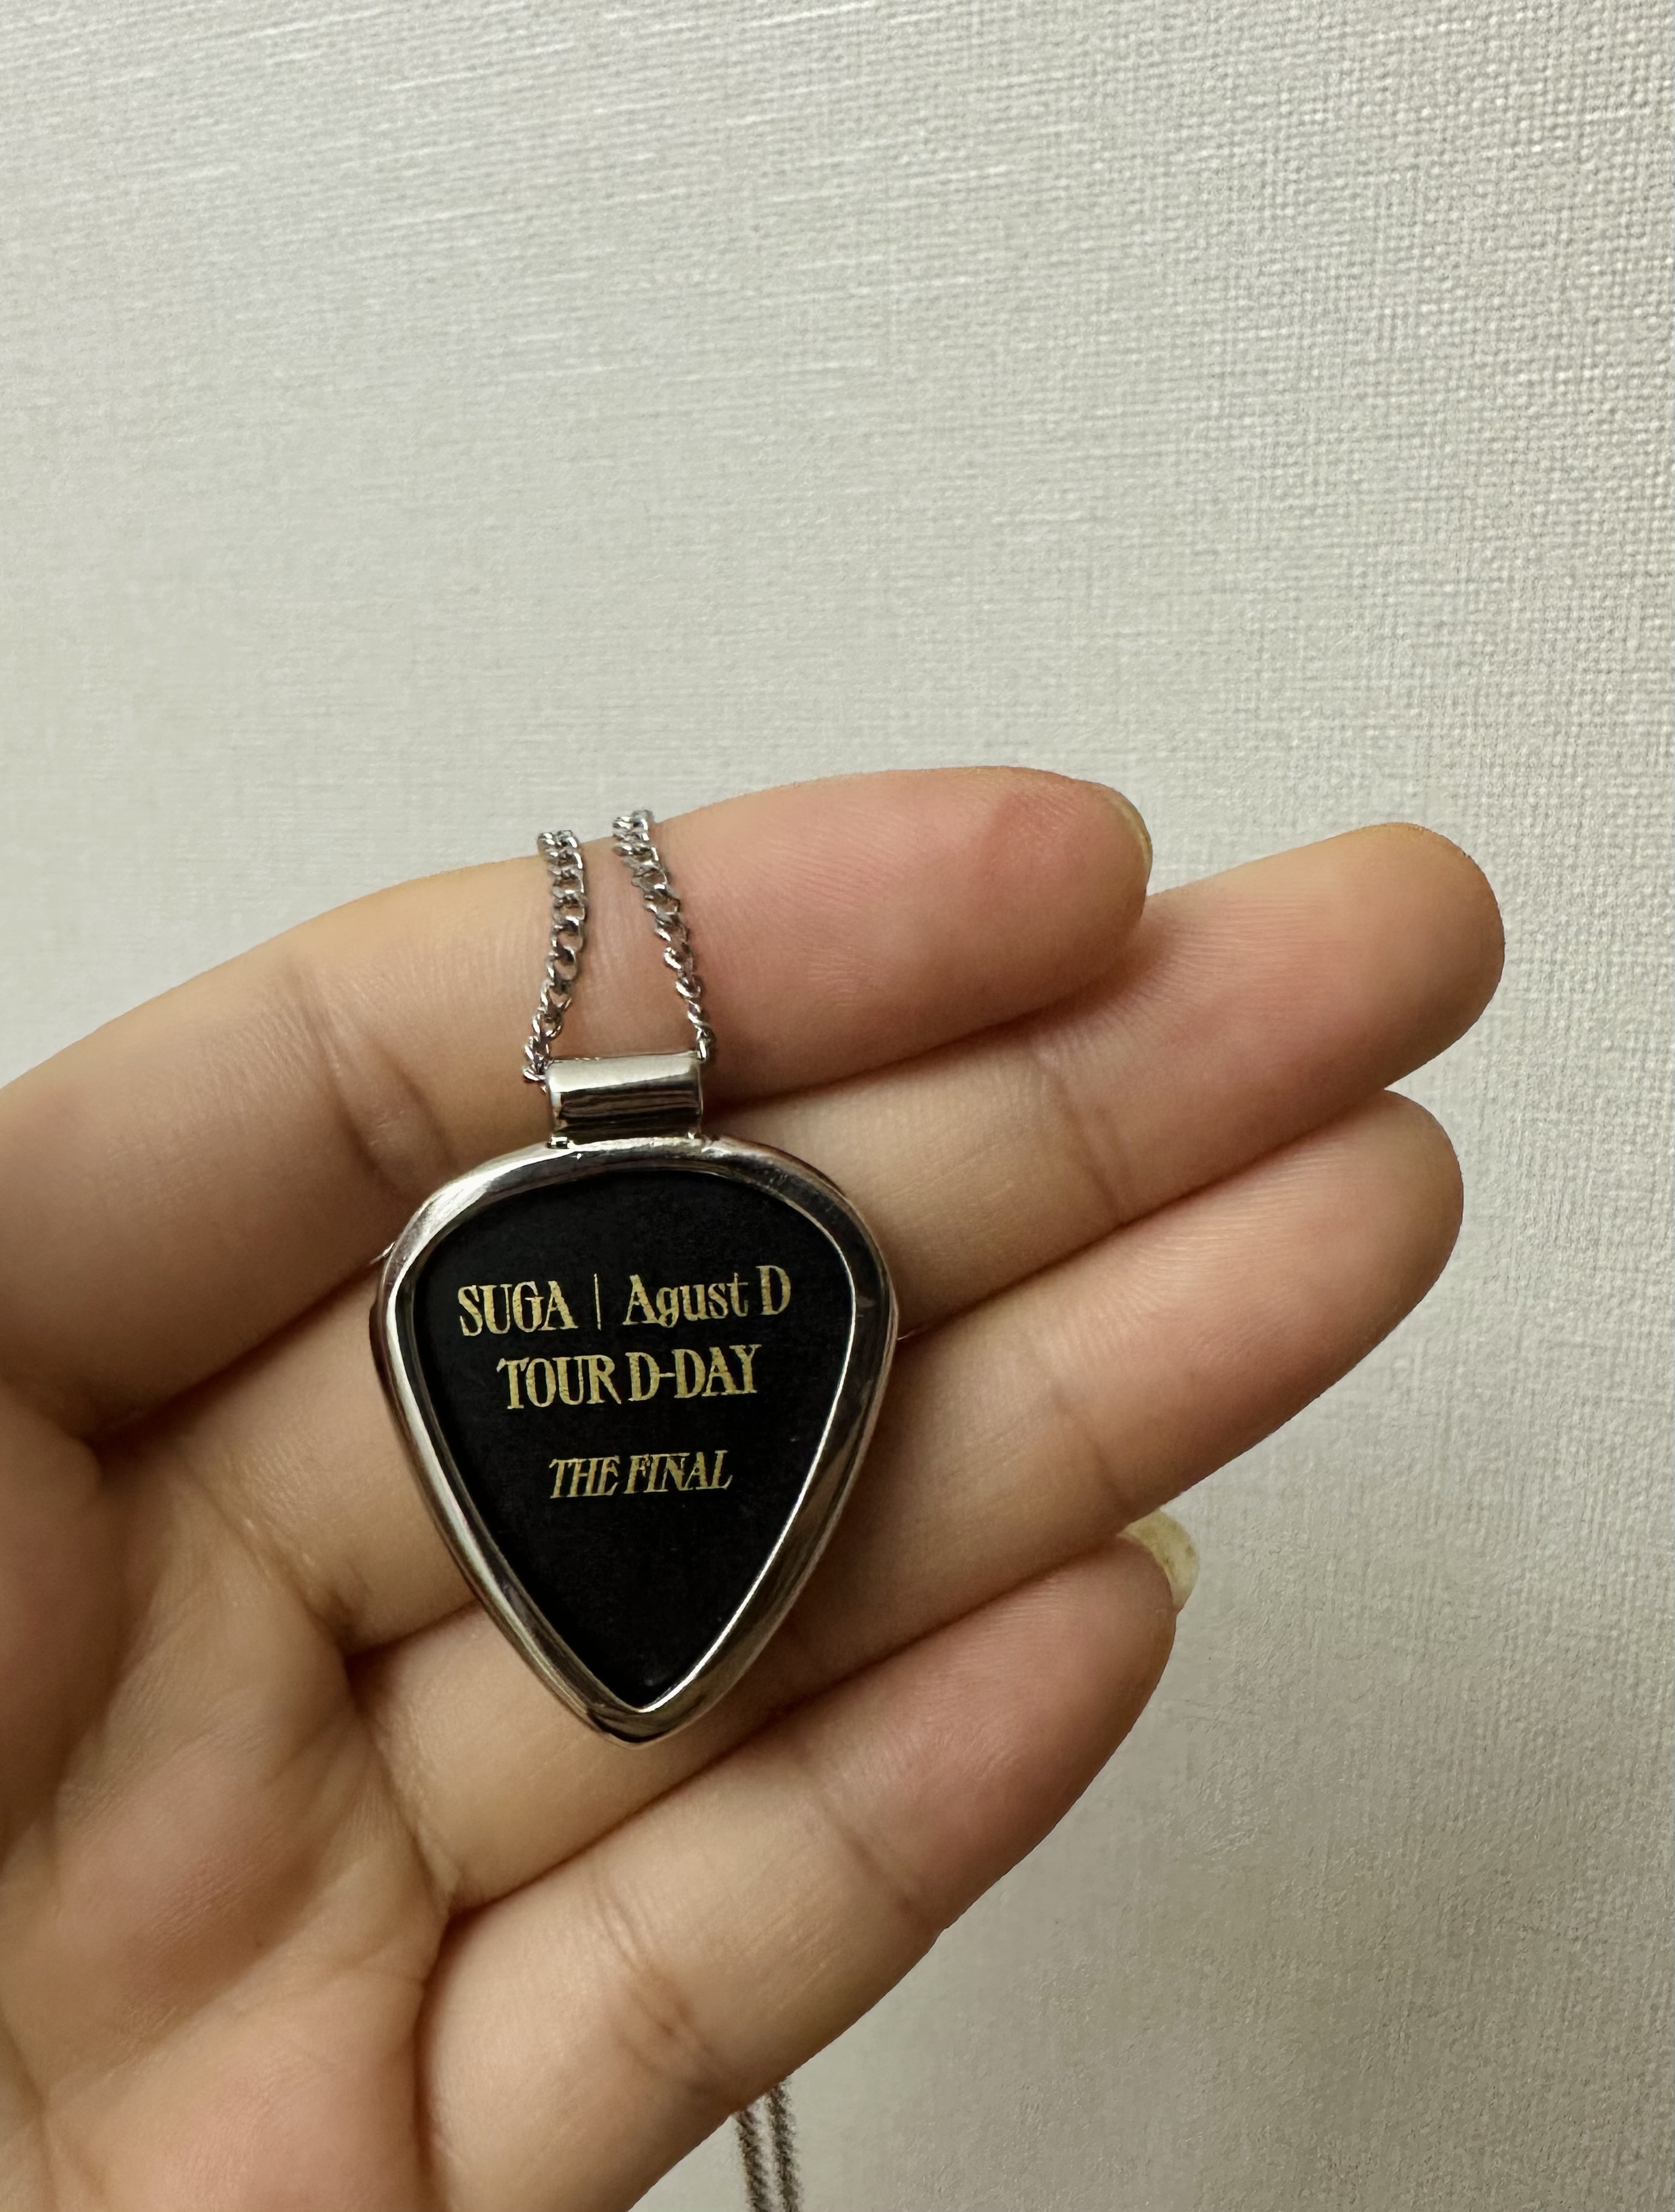 SUGA | Agust D
TOUR D-DAY
THE FINAL